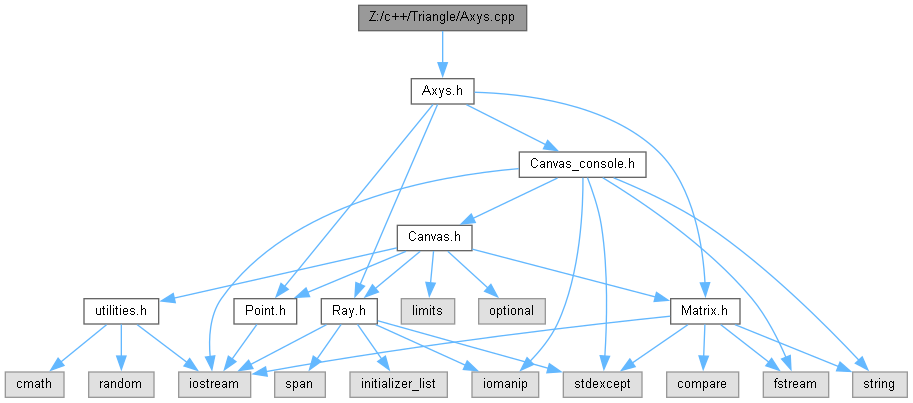 Z:/c++/Triangle/Axys.cpp
Axys.h
Canvas_console.h
Canvas.h
utilities.h
Point.h
Ray.h
limits
optional
Matrix.h
cmath
random
iostream
span
initializer_list
iomanip
stdexcept
compare
fstream
string